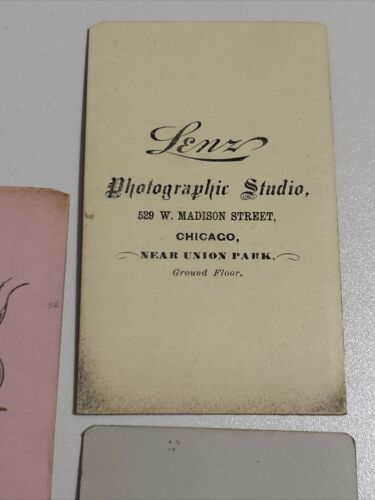 Lenz
Photographic Studio,
529 W. MADISON STREET,
CHICAGO,
NEAR UNION PARK.
Ground Floor.